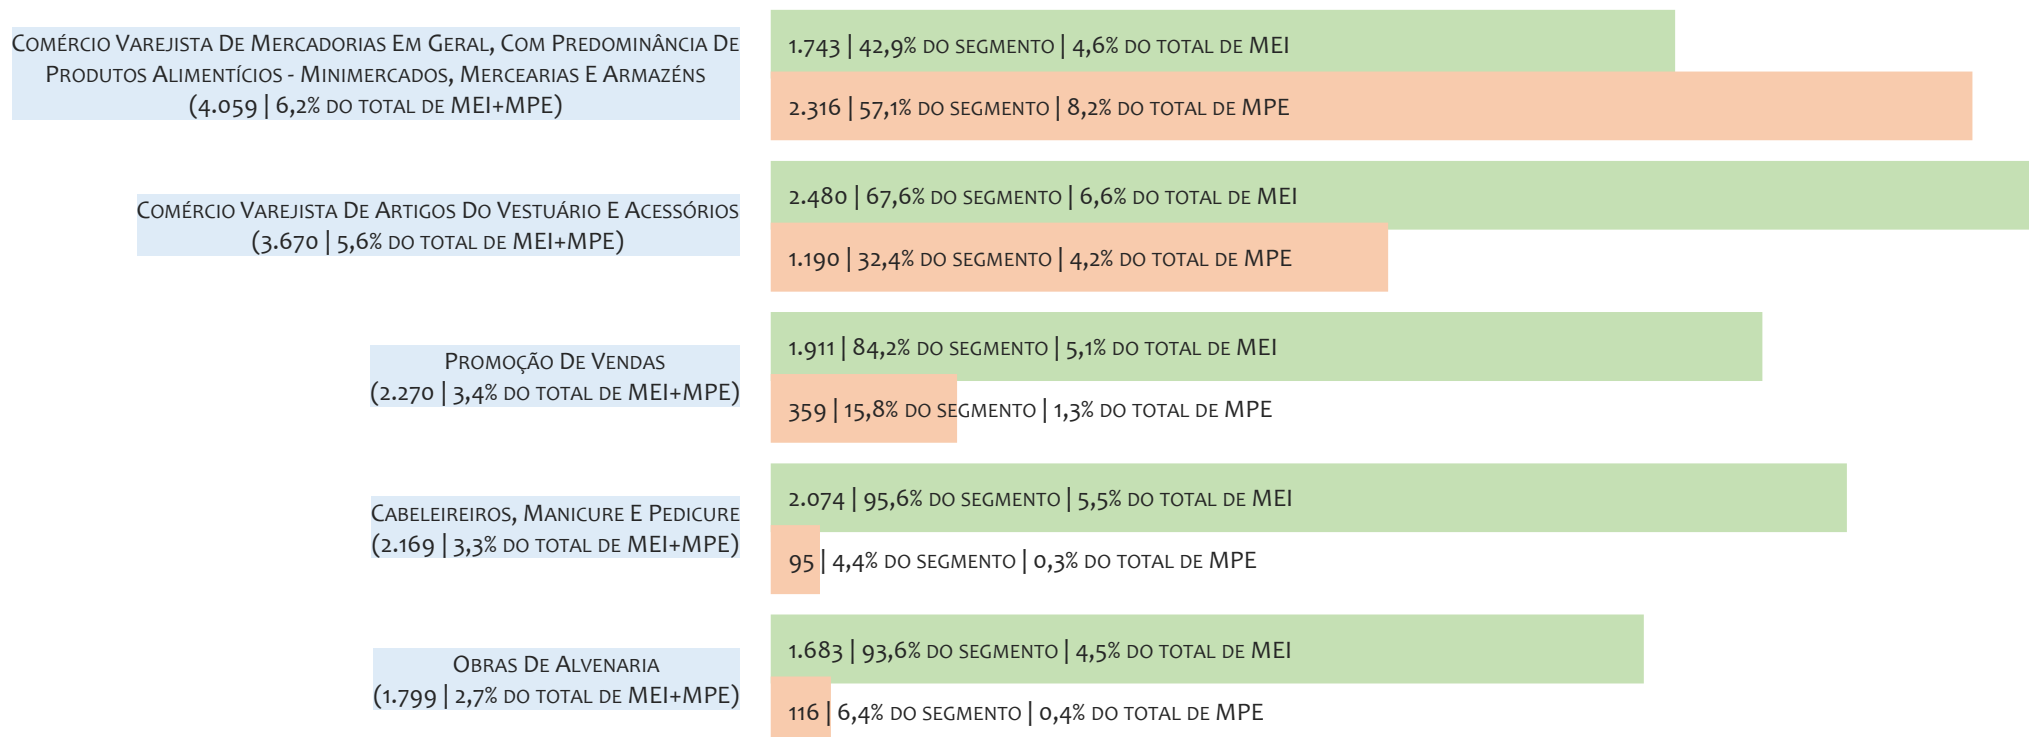 Comércio Varejista De Mercadorias Em Geral, Com Predominância De
Produtos Alimentícios - Minimercados, Mercearias E Armazéns
(4.059 | 6,2% do total de MEI+MPE)
1.743 | 42,9% do segmento | 4,6% do total de MEI
2.316 | 57,1% do segmento | 8,2% do total de MPE
Comércio Varejista De Artigos Do Vestuário E Acessórios
(3.670 | 5,6% do total de MEI+MPE)
2.480 | 67,6% do segmento | 6,6% do total de MEI
1.190 | 32,4% do segmento | 4,2% do total de MPE
Promoção De Vendas
(2.270 | 3,4% do total de MEI+MPE)
1.911 | 84,2% do segmento | 5,1% do total de MEI
359 | 15,8% do segmento | 1,3% do total de MPE
Cabeleireiros, Manicure E Pedicure
(2.169 | 3,3% do total de MEI+MPE)
2.074 | 95,6% do segmento | 5,5% do total de MEI
95 | 4,4% do segmento | 0,3% do total de MPE
Obras De Alvenaria
(1.799 | 2,7% do total de MEI+MPE)
1.683 | 93,6% do segmento | 4,5% do total de MEI
116 | 6,4% do segmento | 0,4% do total de MPE